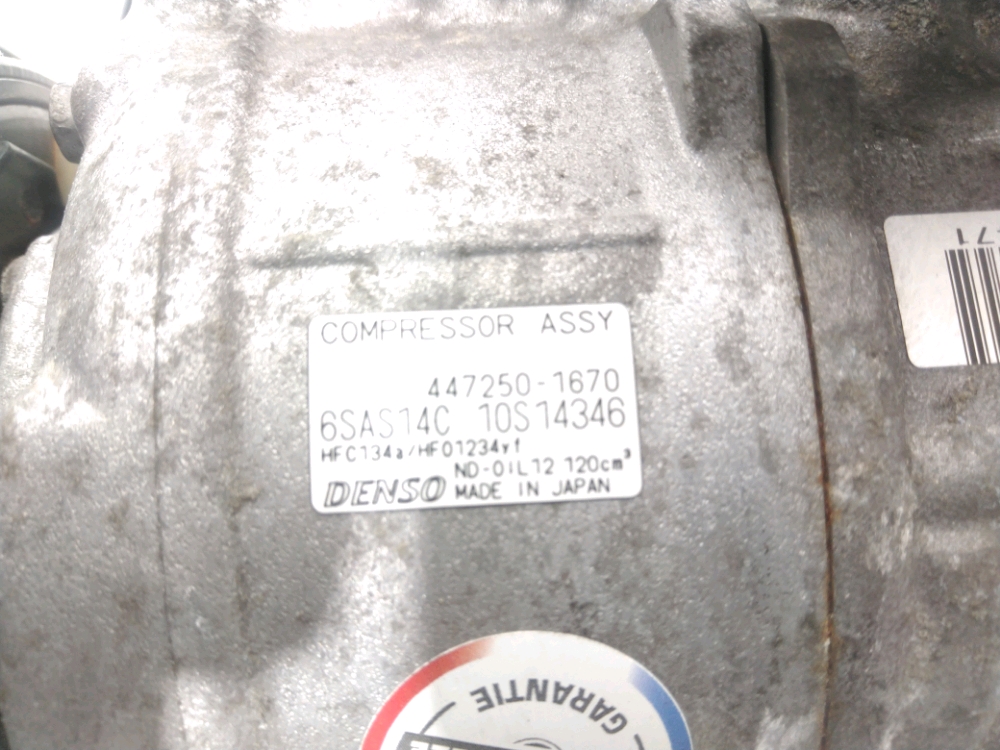 COMPRESSOR ASSY
447250-1670
6SAS14C 10S14346
HFC134a/HFO1234yf
ND-OIL12 120cm³
DENSO MADE IN JAPAN
GARANTIE